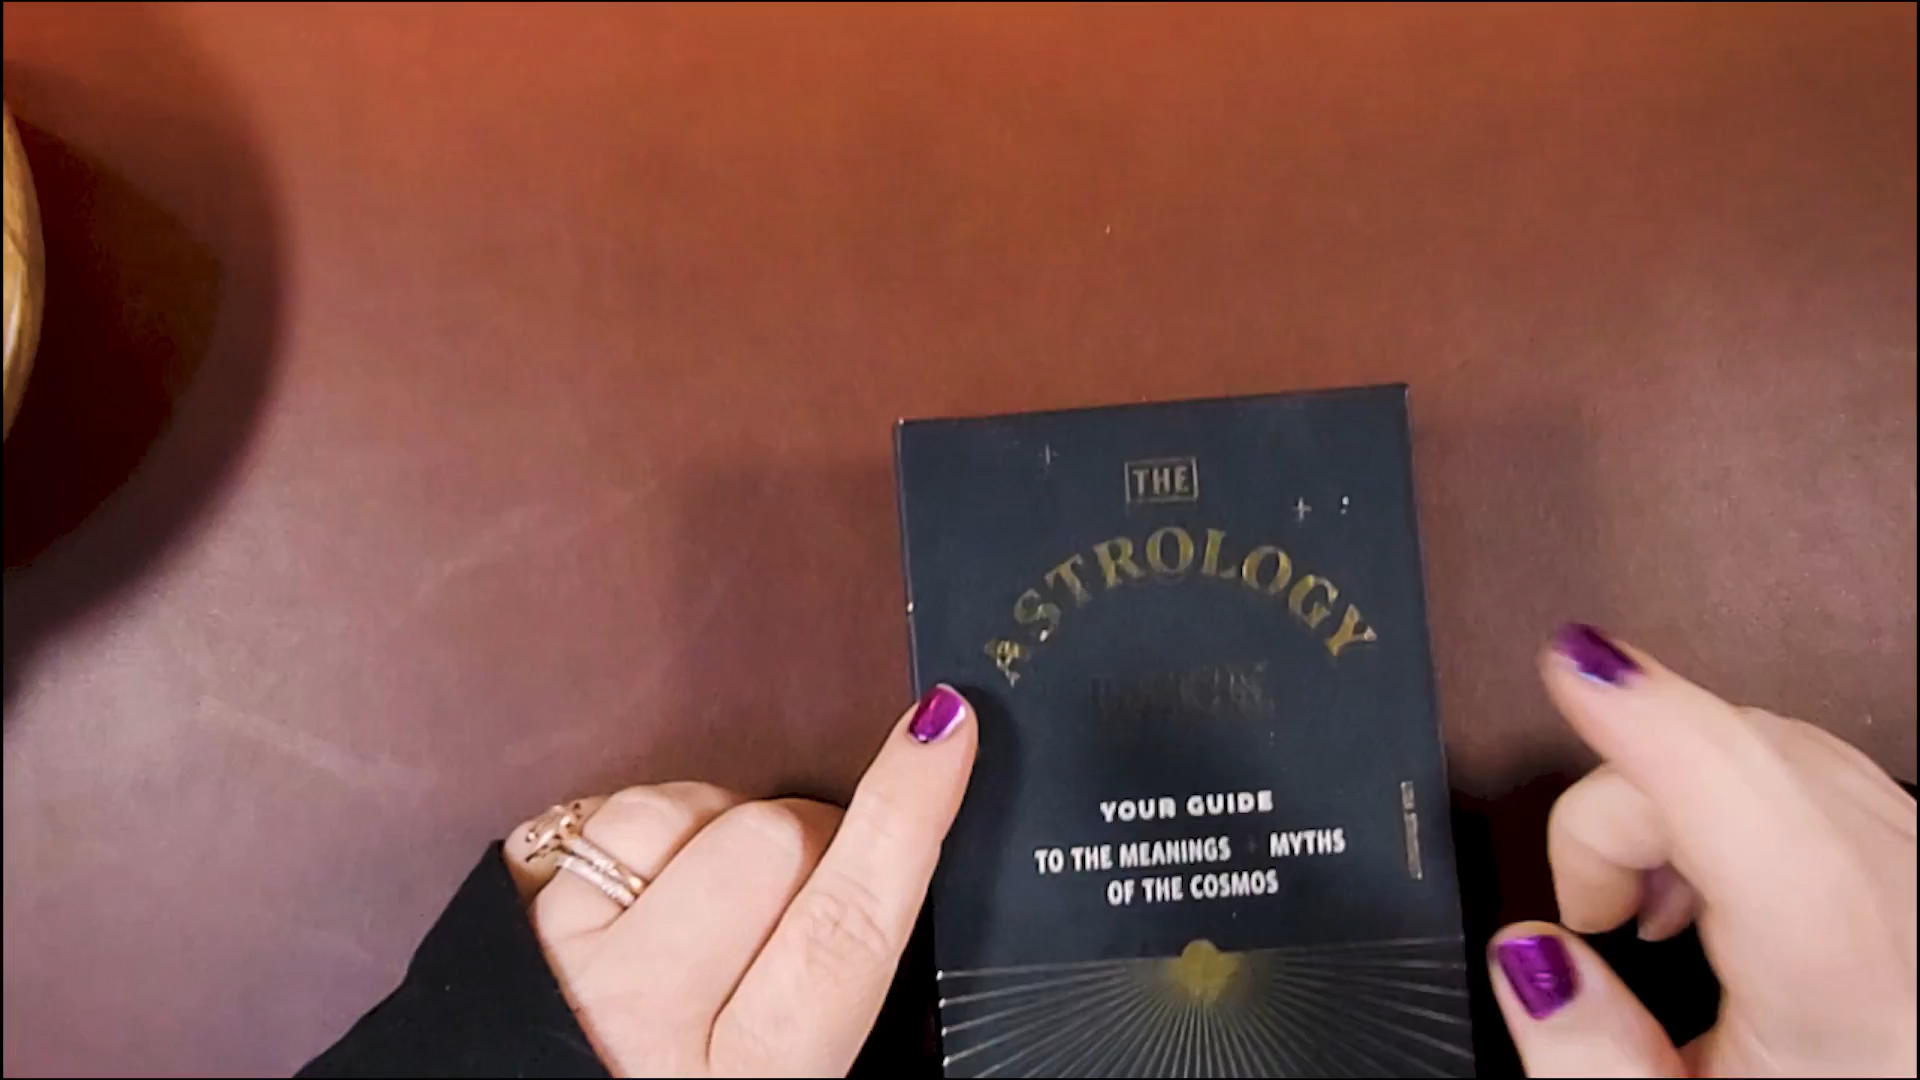 THE
ASTROLOGY
YOUR GUIDE
TO THE MEANINGS + MYTHS
OF THE COSMOS